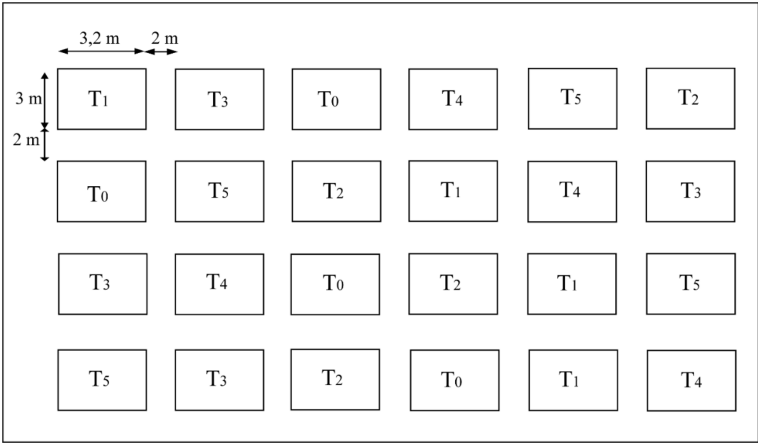 3,2 m 2 m
3 m T1 T3 T0 T4 T5 T2
2 m
T0 T5 T2 T1 T4 T3
T3 T4 T0 T2 T1 T5
T5 T3 T2 T0 T1 T4